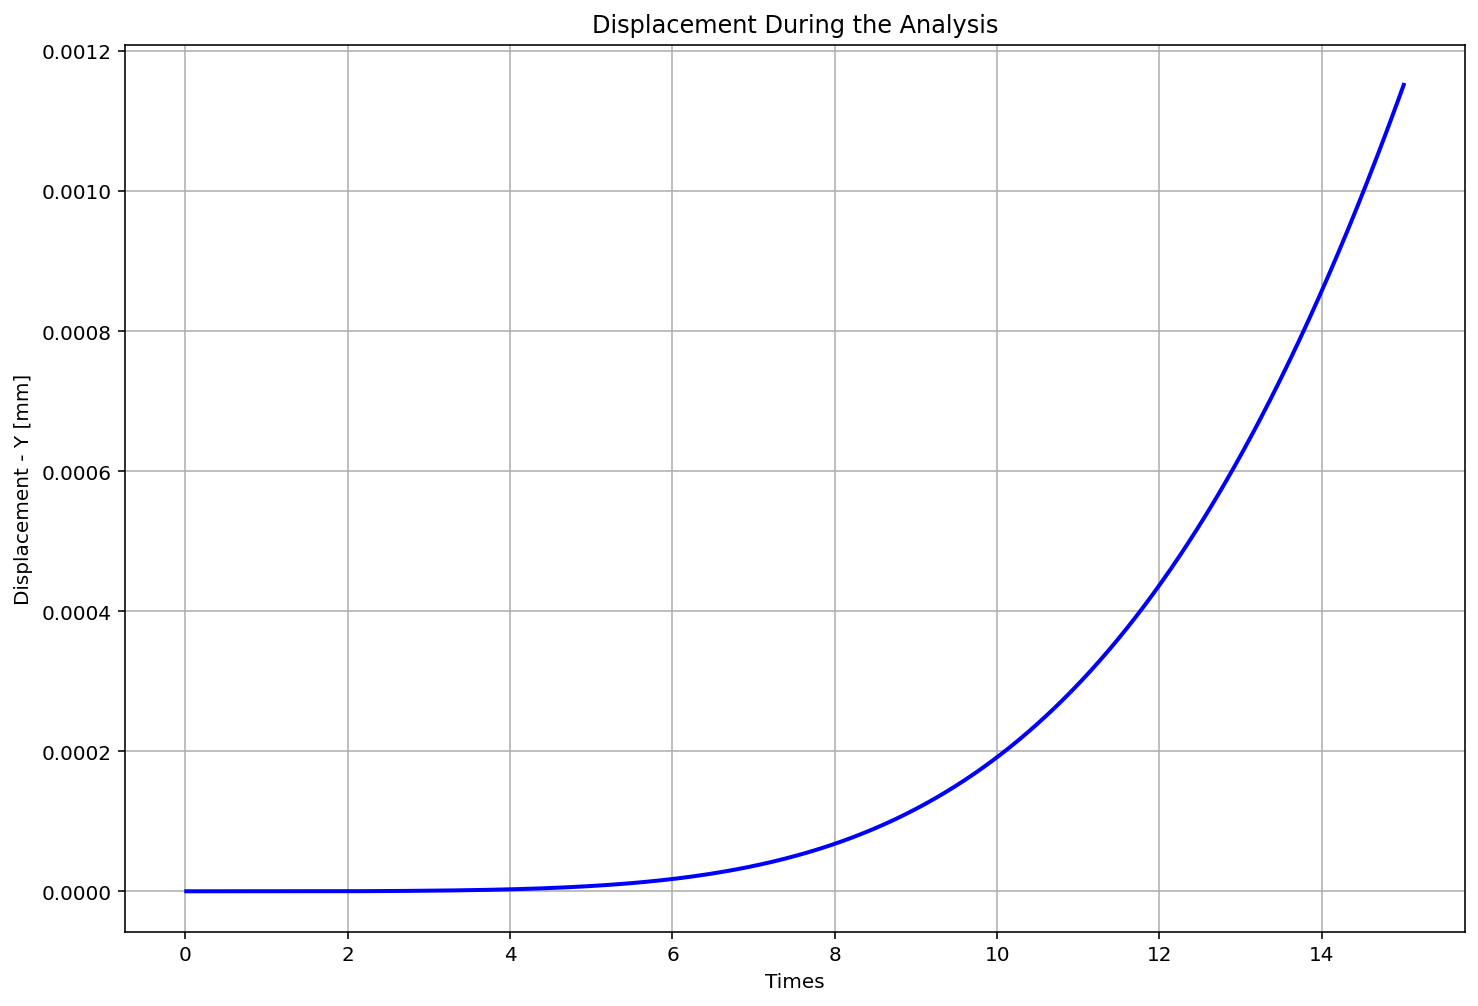 Displacement During the Analysis
Displacement - Y [mm]
0.0012
0.0010
0.0008
0.0006
0.0004
0.0002
0.0000
0 2 4 6 8 10 12 14
Times